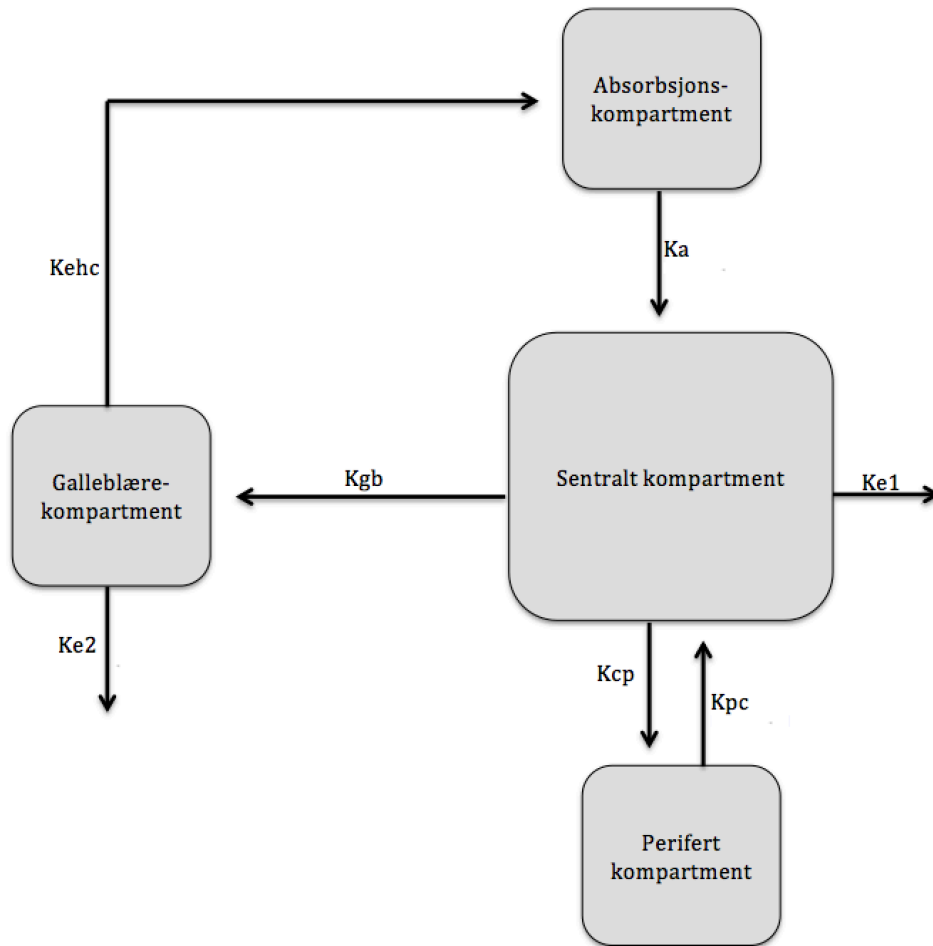 Absorbsjons-
kompartment
Ka
Kehc
Galleblære-
kompartment
Kgb
Sentralt kompartment
Ke1
Ke2
Kcp
Kpc
Perifert
kompartment